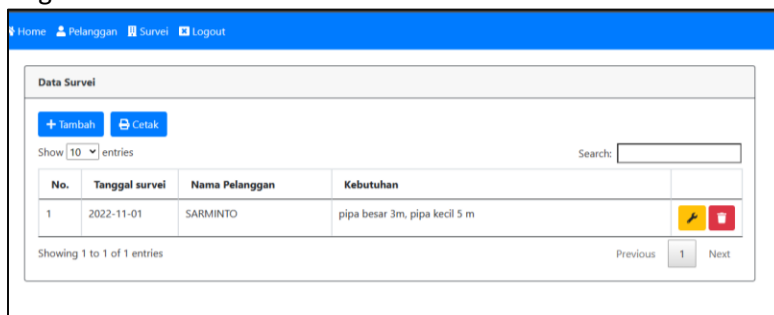 Home Pelanggan Survei Logout
Data Survei
+ Tambah Cetak
Show 10 entries Search:
No. Tanggal survei Nama Pelanggan Kebutuhan
1 2022-11-01 SARMINTO pipa besar 3m, pipa kecil 5 m
Showing 1 to 1 of 1 entries Previous 1 Next